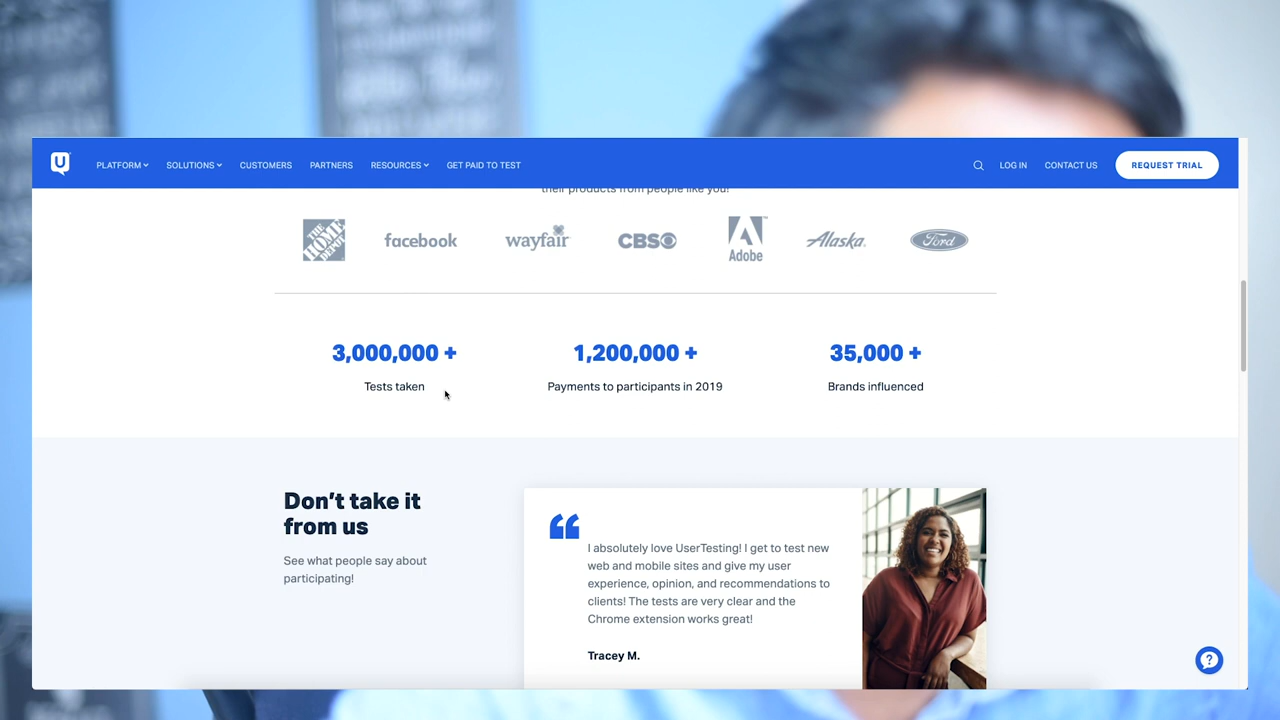 U PLATFORM SOLUTIONS CUSTOMERS PARTNERS RESOURCES GET PAID TO TEST LOG IN CONTACT US REQUEST TRIAL
their products from people like you!
THE HOME DEPOT facebook wayfair CBS Adobe Alaska. Ford
3,000,000 + 1,200,000 + 35,000 +
Tests taken Payments to participants in 2019 Brands influenced
Don't take it
from us
See what people say about
participating!
“
I absolutely love UserTesting! I get to test new
web and mobile sites and give my user
experience, opinion, and recommendations to
clients! The tests are very clear and the
Chrome extension works great!
Tracey M.
?